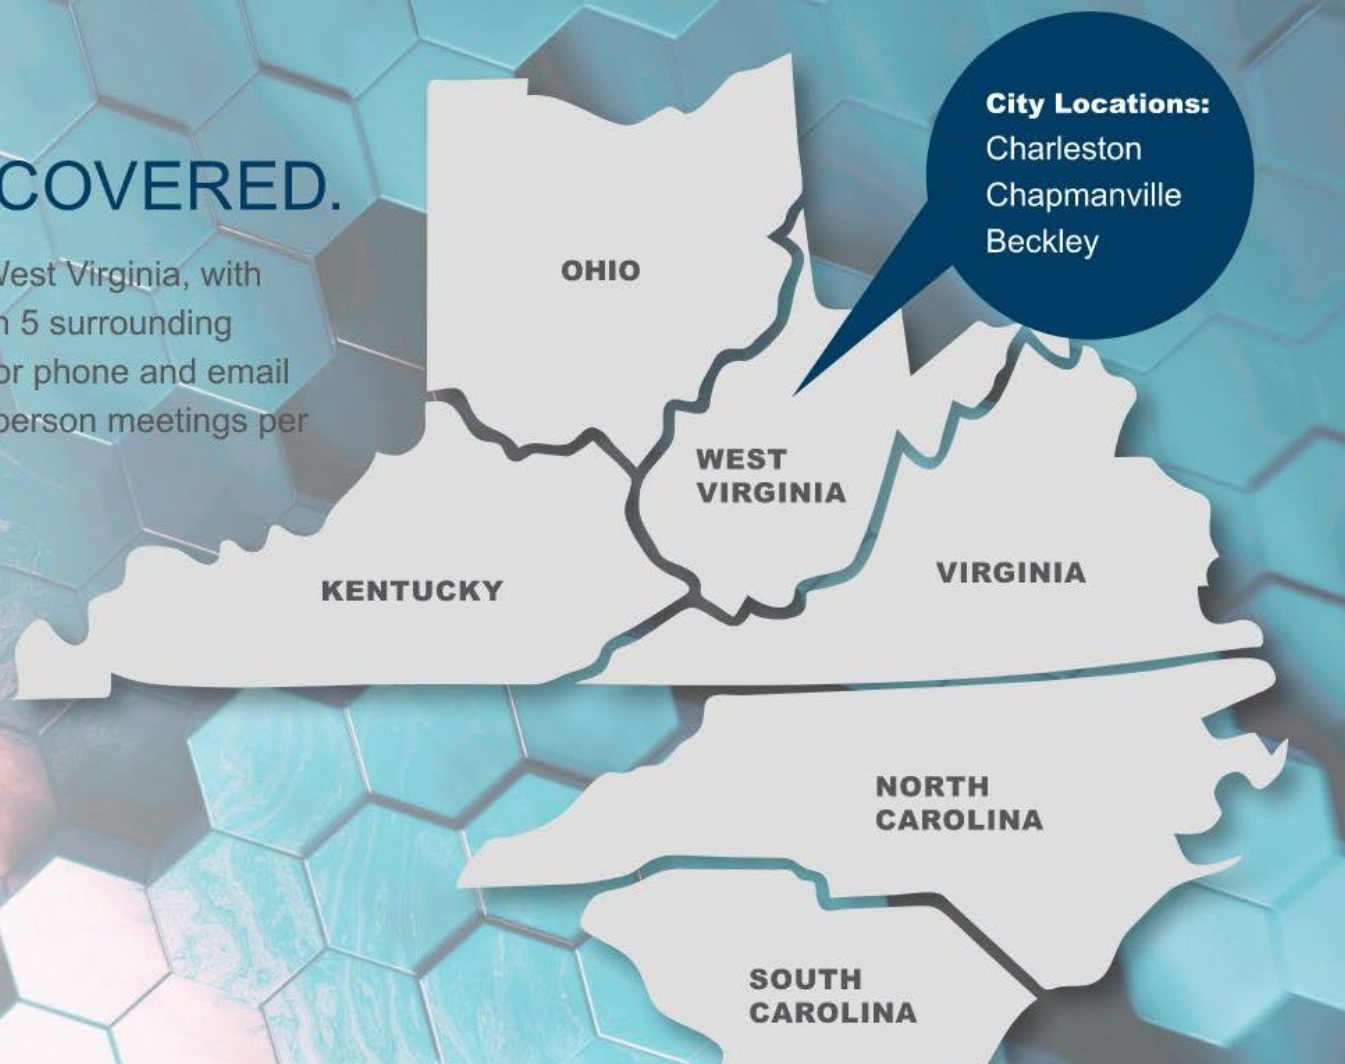 COVERED.
West Virginia, with
n 5 surrounding
or phone and email
person meetings per
City Locations:
Charleston
Chapmanville
Beckley
OHIO
WEST
VIRGINIA
VIRGINIA
KENTUCKY
NORTH
CAROLINA
SOUTH
CAROLINA